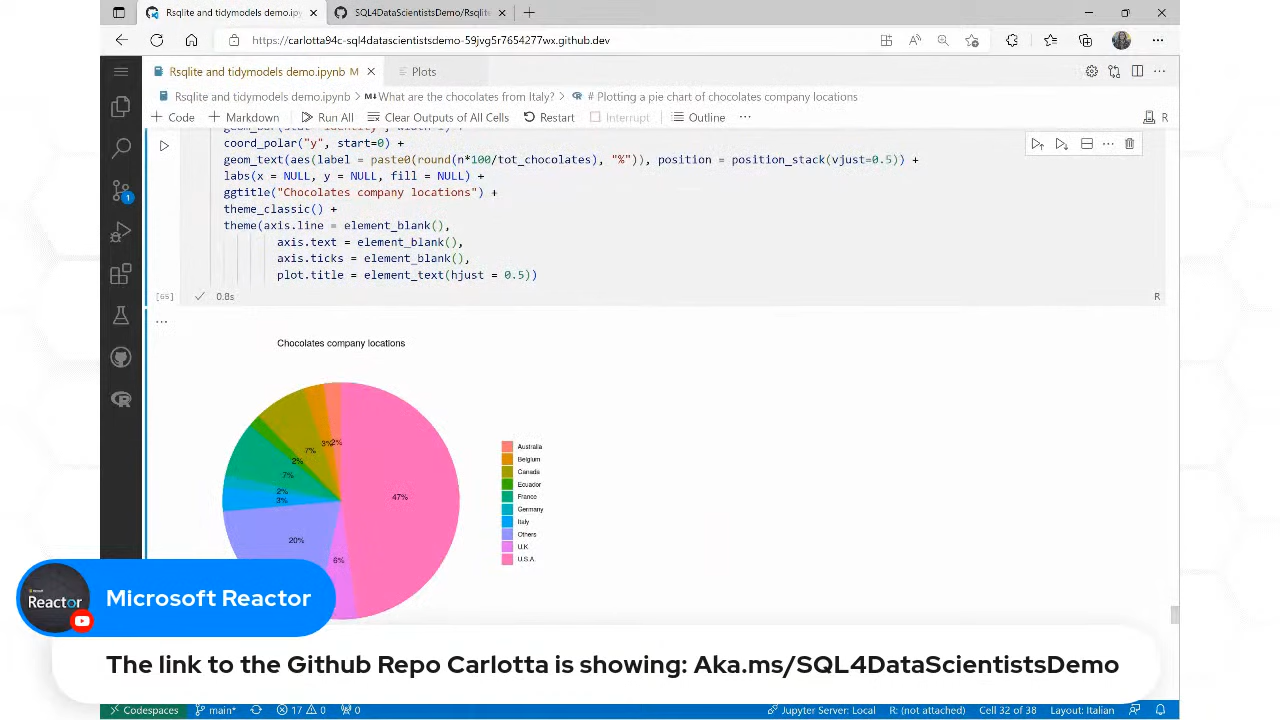 Rsqlite and tidymodels demo.ipy
SQL4DataScientistsDemo/Rsqlite
https://carlotta94c-sql4datascientistsdemo-59jvg5r7654277wx.github.dev
Rsqlite and tidymodels demo.ipynb M
Plots
Rsqlite and tidymodels demo.ipynb > What are the chocolates from Italy? > # Plotting a pie chart of chocolates company locations
Code Markdown Run All Clear Outputs of All Cells Restart Interrupt Outline ... R
coord_polar("y", start=0) +
geom_text(aes(label = paste0(round(n*100/tot_chocolates), "%")), position = position_stack(vjust=0.5)) +
labs(x = NULL, y = NULL, fill = NULL) +
ggtitle("Chocolates company locations") +
theme_classic() +
theme(axis.line = element_blank(),
axis.text = element_blank(),
axis.ticks = element_blank(),
plot.title = element_text(hjust = 0.5))
0.8s
R
Chocolates company locations
3%
2%
7%
2%
7%
2%
3%
47%
20%
6%
Australia
Belgium
Canada
Ecuador
France
Germany
Italy
Others
U.K
U.S.A
1
Reactor
Microsoft Reactor
The link to the Github Repo Carlotta is showing: Aka.ms/SQL4DataScientistsDemo
Codespaces main* 17 0 0 Jupyter Server: Local R: (not attached) Cell 32 of 38 Layout: Italian